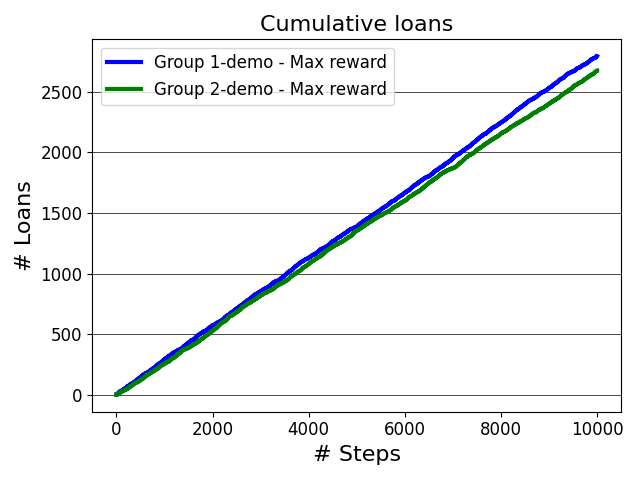 Cumulative loans
Group 1-demo - Max reward
Group 2-demo - Max reward
# Loans
2500
2000
1500
1000
500
0
0 2000 4000 6000 8000 10000
# Steps